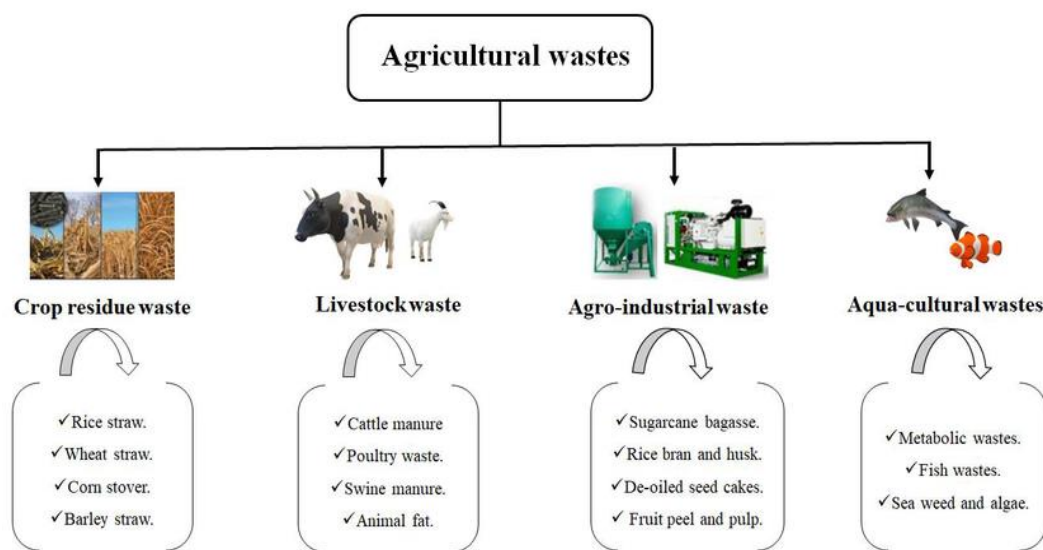 Agricultural wastes
Crop residue waste
Livestock waste
Agro-industrial waste
Aqua-cultural wastes
✓Rice straw.
✓Wheat straw.
✓Corn stover.
✓Barley straw.
✓Cattle manure
✓Poultry waste.
✓Swine manure.
✓Animal fat.
✓Sugarcane bagasse.
✓Rice bran and husk.
✓De-oiled seed cakes.
✓Fruit peel and pulp.
✓Metabolic wastes.
✓Fish wastes.
✓Sea weed and algae.